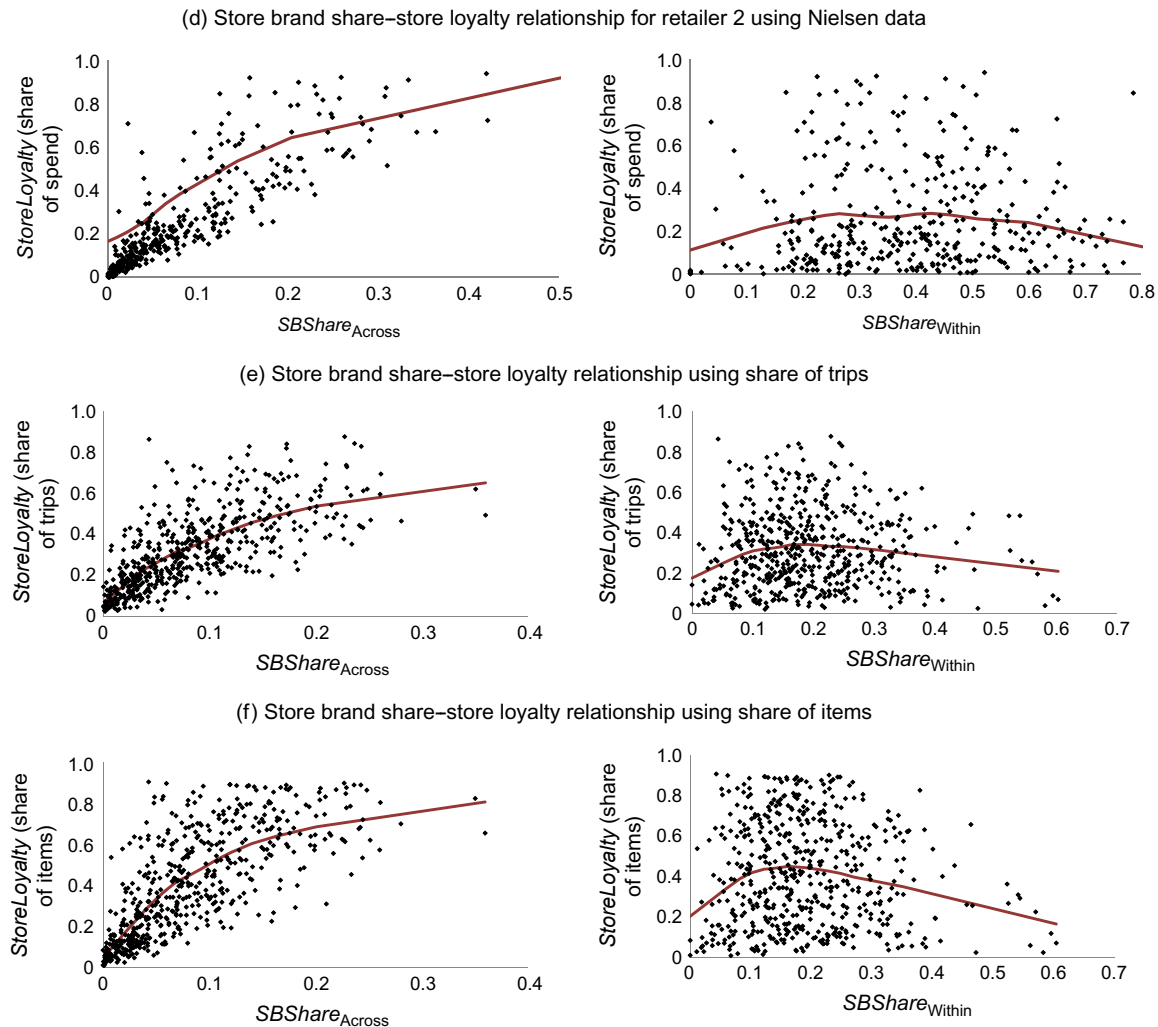 (d) Store brand share–store loyalty relationship for retailer 2 using Nielsen data
StoreLoyalty (share
of spend)
1.0
0.8
0.6
0.4
0.2
0
0 0.1 0.2 0.3 0.4 0.5
SBShareAcross
StoreLoyalty (share
of spend)
1.0
0.8
0.6
0.4
0.2
0
0 0.1 0.2 0.3 0.4 0.5 0.6 0.7 0.8
SBShareWithin
(e) Store brand share–store loyalty relationship using share of trips
StoreLoyalty (share
of trips)
1.0
0.8
0.6
0.4
0.2
0
0 0.1 0.2 0.3 0.4
SBShareAcross
StoreLoyalty (share
of trips)
1.0
0.8
0.6
0.4
0.2
0
0 0.1 0.2 0.3 0.4 0.5 0.6 0.7
SBShareWithin
(f) Store brand share–store loyalty relationship using share of items
StoreLoyalty (share
of items)
1.0
0.8
0.6
0.4
0.2
0
0 0.1 0.2 0.3 0.4
SBShareAcross
StoreLoyalty (share
of items)
1.0
0.8
0.6
0.4
0.2
0
0 0.1 0.2 0.3 0.4 0.5 0.6 0.7
SBShareWithin